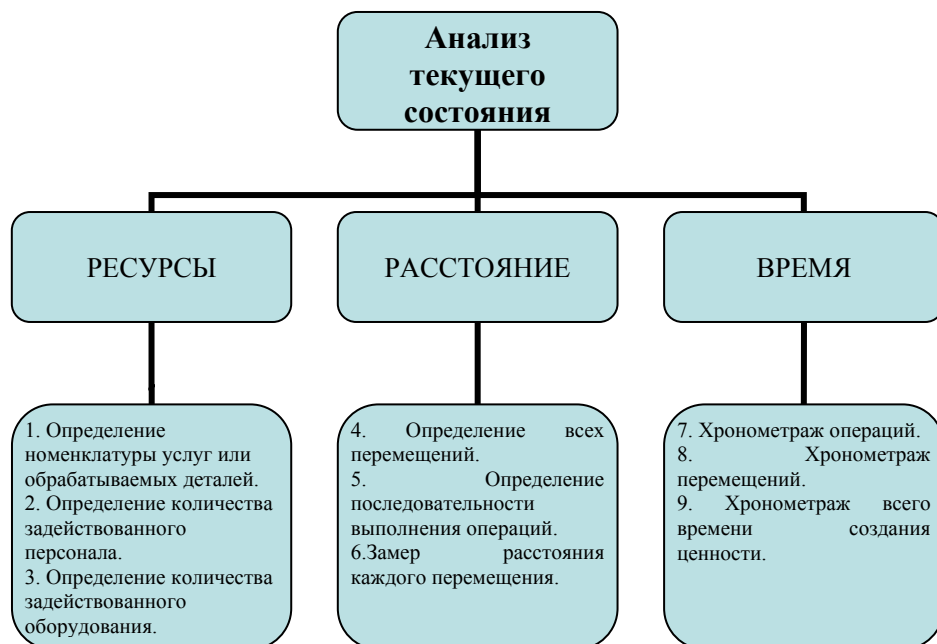 Анализ
текущего
состояния
РЕСУРСЫ
РАССТОЯНИЕ
ВРЕМЯ
1. Определение
номенклатуры услуг или
обрабатываемых деталей.
2. Определение количества
задействованного
персонала.
3. Определение количества
задействованного
оборудования.
4. Определение всех
перемещений.
5. Определение
последовательности
выполнения операций.
6.Замер расстояния
каждого перемещения.
7. Хронометраж операций.
8. Хронометраж
перемещений.
9. Хронометраж всего
времени создания
ценности.